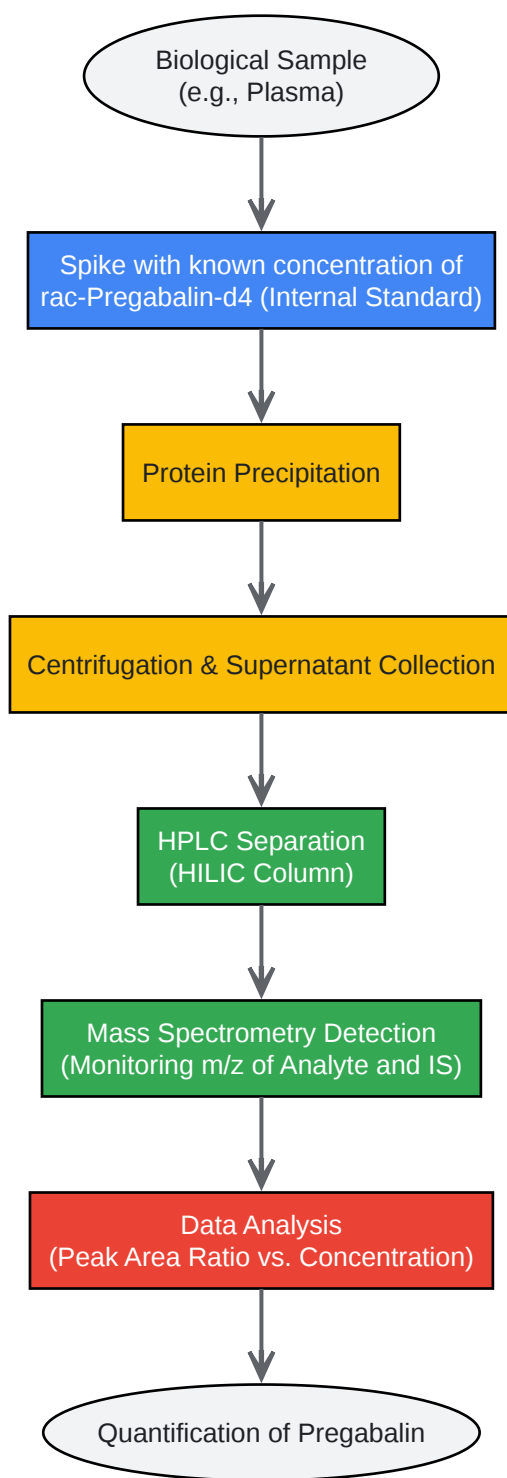 Biological Sample
(e.g., Plasma)
Spike with known concentration of
rac-Pregabalin-d4 (Internal Standard)
Protein Precipitation
Centrifugation & Supernatant Collection
HPLC Separation
(HILIC Column)
Mass Spectrometry Detection
(Monitoring m/z of Analyte and IS)
Data Analysis
(Peak Area Ratio vs. Concentration)
Quantification of Pregabalin